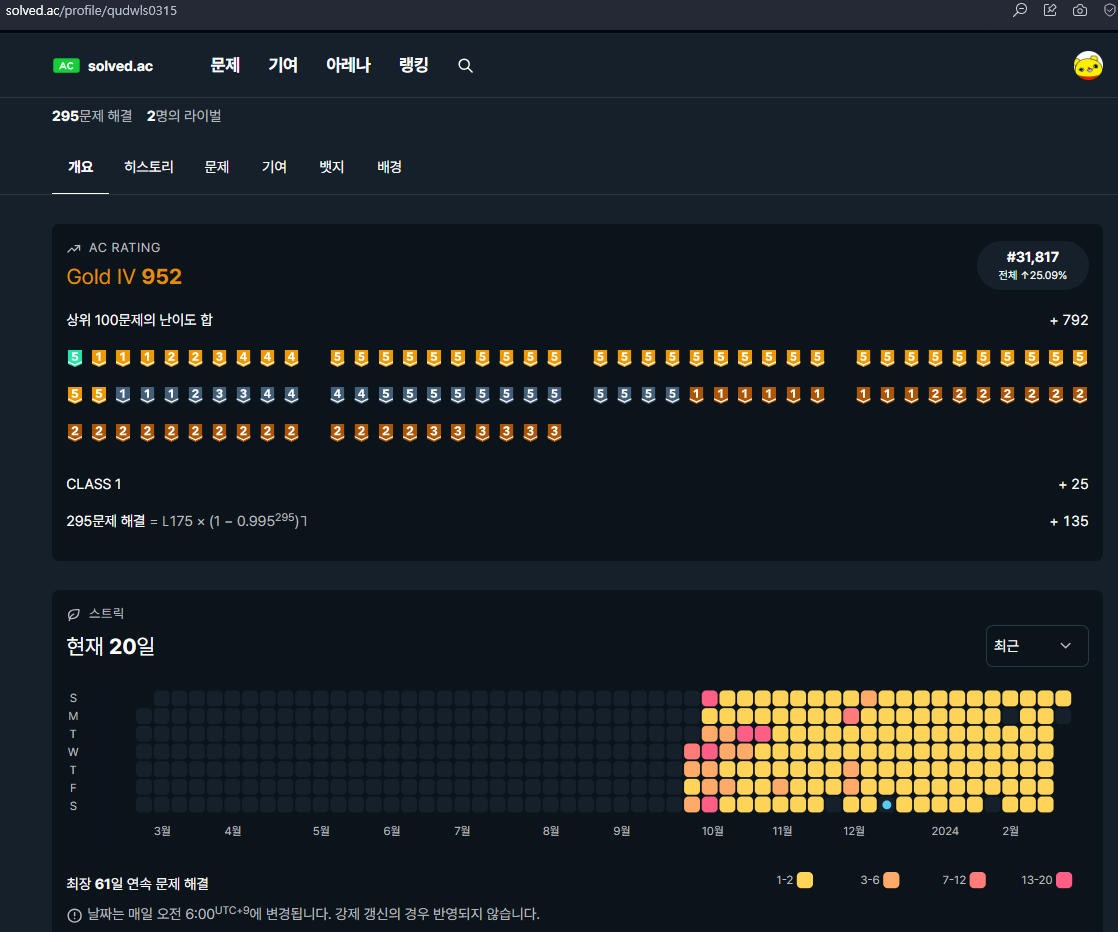 solved.ac/profile/qudwls0315
AC solved.ac 문제 기여 아레나 랭킹
295문제 해결 2명의 라이벌
개요 히스토리 문제 기여 뱃지 배경
AC RATING
Gold IV 952
#31,817
전체 ↑25.09%
상위 100문제의 난이도 합 + 792
5 1 1 1 2 2 3 4 4 4 5 5 5 5 5 5 5 5 5 5 5 5 5 5 5 5 5 5 5 5 5 5 5 5 5 5 5 5 5 5
5 5 1 1 1 2 3 3 4 4 4 4 5 5 5 5 5 5 5 5 5 5 5 5 1 1 1 1 1 1 1 1 1 2 2 2 2 2 2 2
2 2 2 2 2 2 2 2 2 2 2 2 2 2 3 3 3 3 3 3
CLASS 1 + 25
295문제 해결 = ⌊175 × (1 − 0.995²⁹⁵)⌉ + 135
스트릭
현재 20일
최근
S
M
T
W
T
F
S
3월 4월 5월 6월 7월 8월 9월 10월 11월 12월 2024 2월
최장 61일 연속 문제 해결
1-2 3-6 7-12 13-20
날짜는 매일 오전 6:00UTC+9에 변경됩니다. 강제 갱신의 경우 반영되지 않습니다.